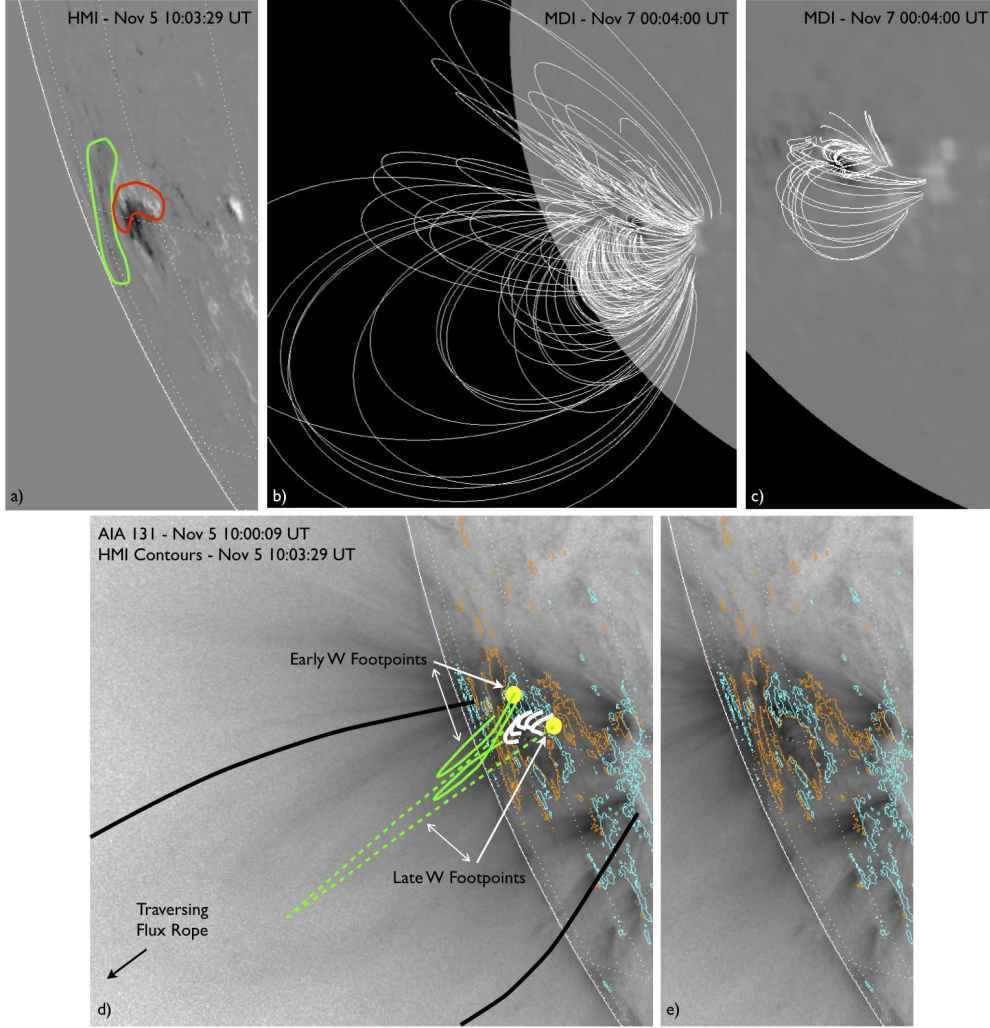 HMI - Nov 5 10:03:29 UT
MDI - Nov 7 00:04:00 UT
MDI - Nov 7 00:04:00 UT
a)
b)
c)
AIA 131 - Nov 5 10:00:09 UT
HMI Contours - Nov 5 10:03:29 UT
Early W Footpoints
Late W Footpoints
Traversing
Flux Rope
d)
e)